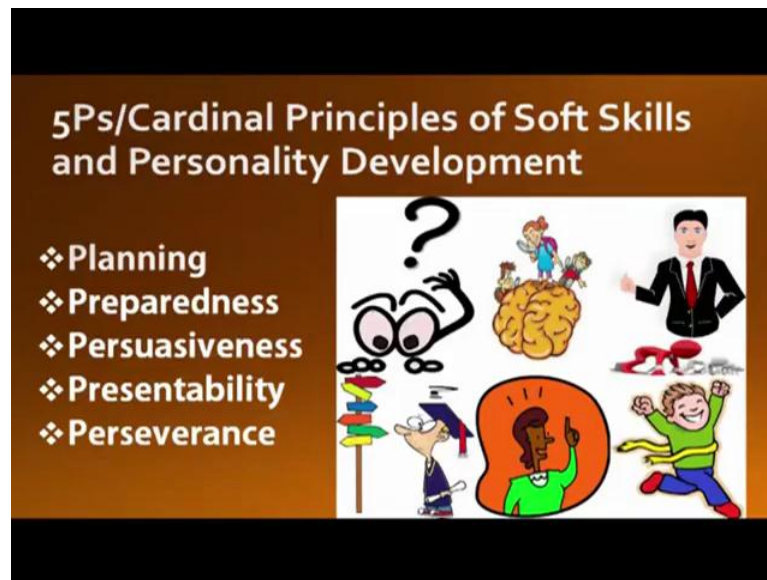 5Ps/Cardinal Principles of Soft Skills
and Personality Development
❖Planning
❖Preparedness
❖Persuasiveness
❖Presentability
❖Perseverance
?